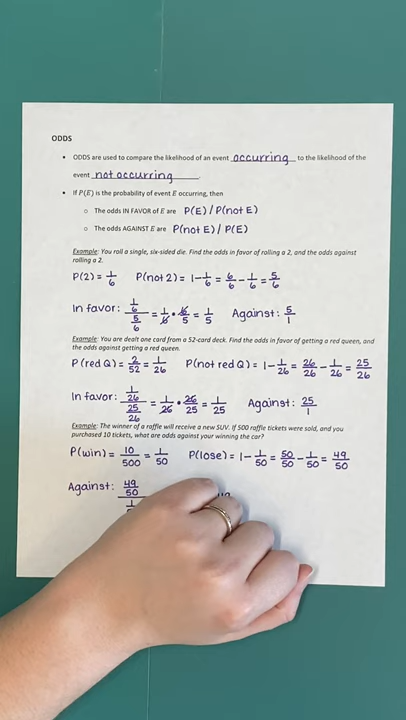 ODDS
• ODDS are used to compare the likelihood of an event occurring to the likelihood of the
event not occurring.
• If P(E) is the probability of event E occurring, then
○ The odds IN FAVOR of E are P(E)/P(not E)
○ The odds AGAINST E are P(not E)/P(E)
Example: You roll a single, six-sided die. Find the odds in favor of rolling a 2, and the odds against
rolling a 2.
P(2) = 1/6 P(not 2) = 1 - 1/6 = 6/6 - 1/6 = 5/6
In favor: 1/6 / 5/6 = 1/6 • 6/5 = 1/5 Against: 5/1
Example: You are dealt one card from a 52-card deck. Find the odds in favor of getting a red queen, and
the odds against getting a red queen.
P(red Q) = 2/52 = 1/26 P(not red Q) = 1 - 1/26 = 26/26 - 1/26 = 25/26
In favor: 1/26 / 25/26 = 1/26 • 26/25 = 1/25 Against: 25/1
Example: The winner of a raffle will receive a new SUV. If 500 raffle tickets were sold, and you
purchased 10 tickets, what are odds against your winning the car?
P(win) = 10/500 = 1/50 P(lose) = 1 - 1/50 = 50/50 - 1/50 = 49/50
Against: 49/50